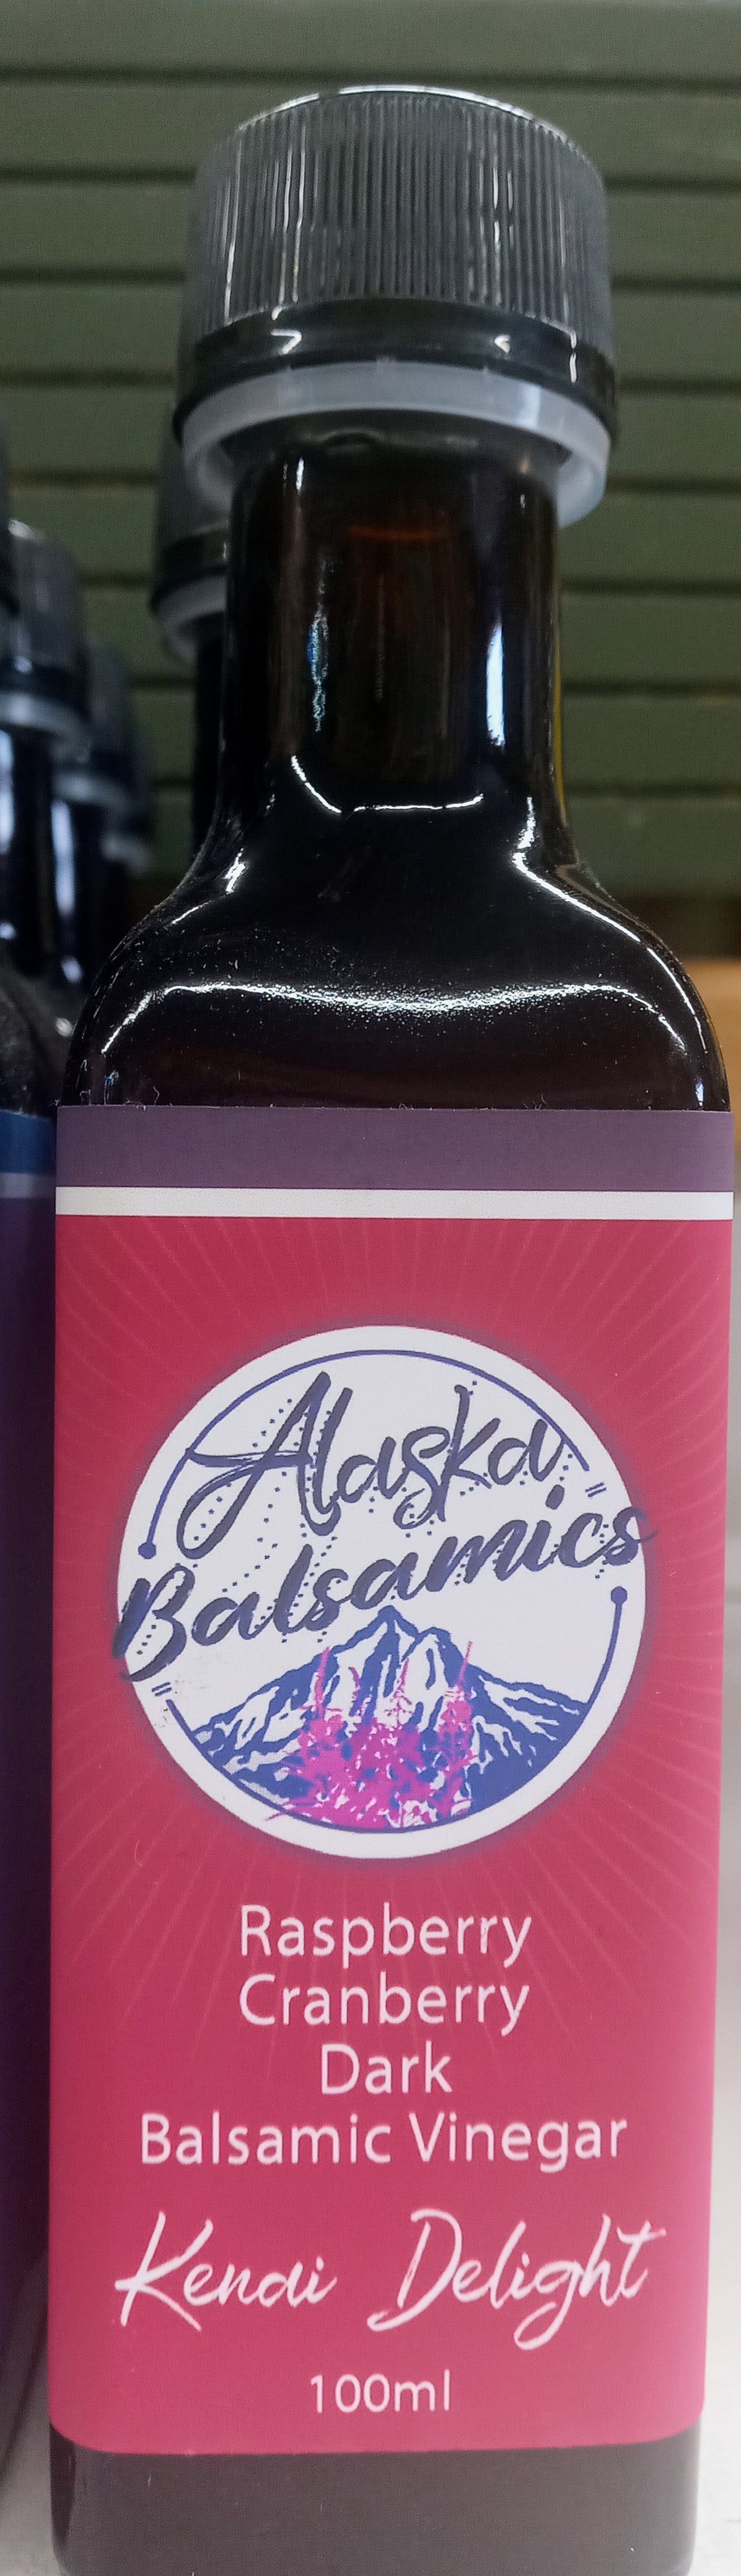 Alaska
Balsamics
Raspberry
Cranberry
Dark
Balsamic Vinegar
Kenai Delight
100ml